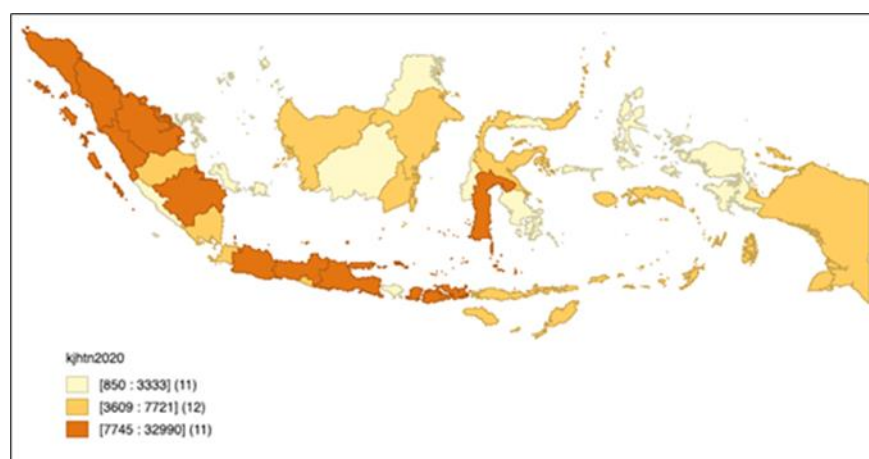 kjhtn2020
[850 : 3333] (11)
[3609 : 7721] (12)
[7745 : 32990] (11)